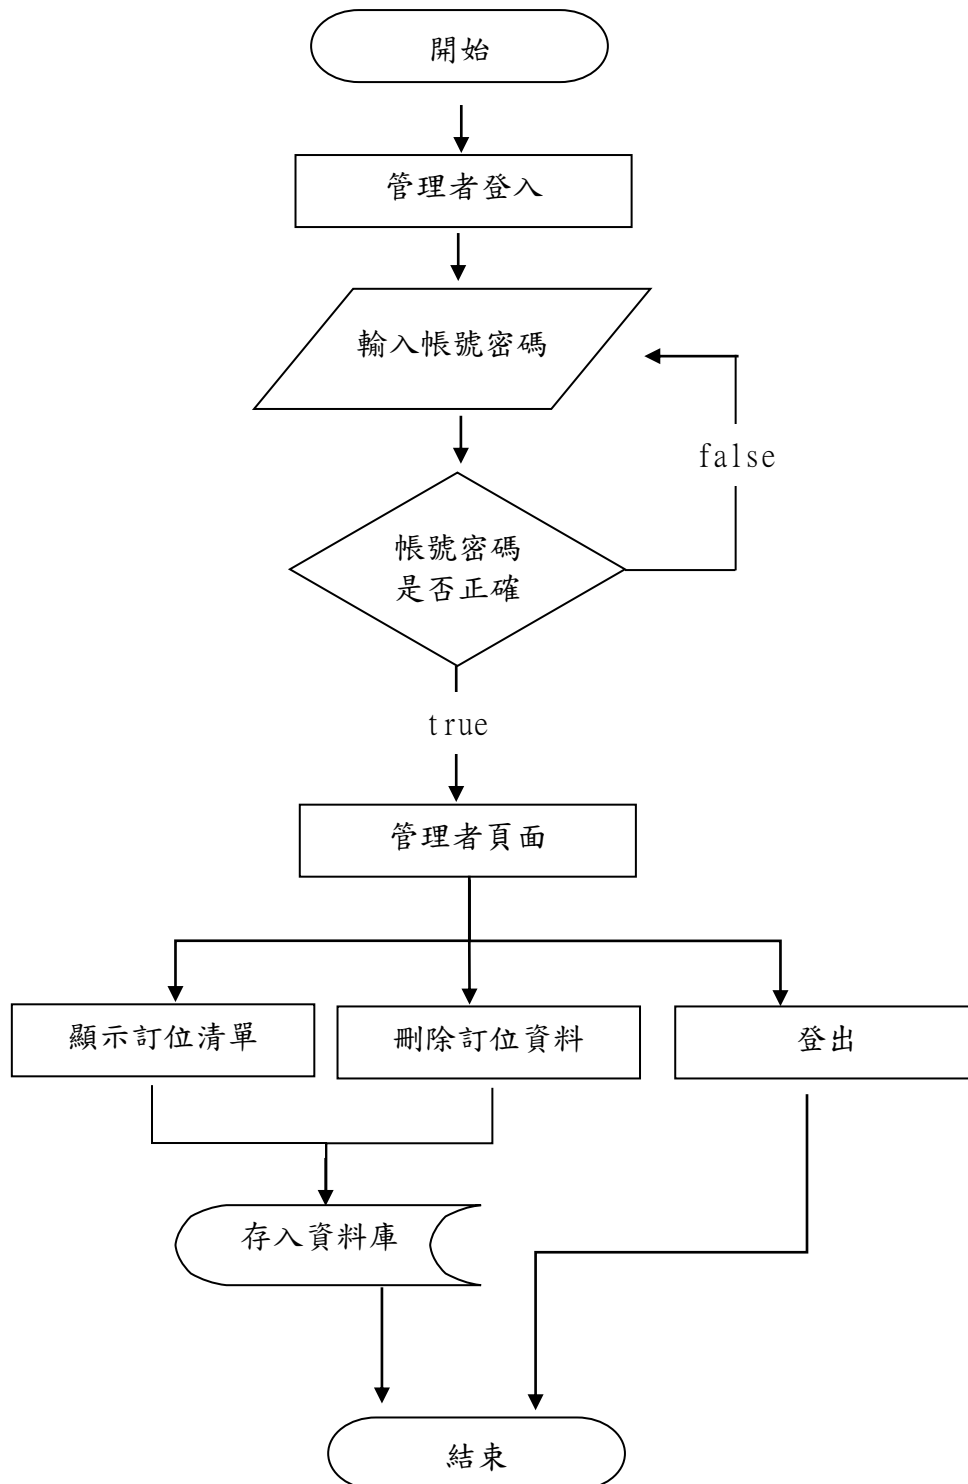 開始
管理者登入
輸入帳號密碼
false
帳號密碼
是否正確
true
管理者頁面
顯示訂位清單
刪除訂位資料
登出
存入資料庫
結束